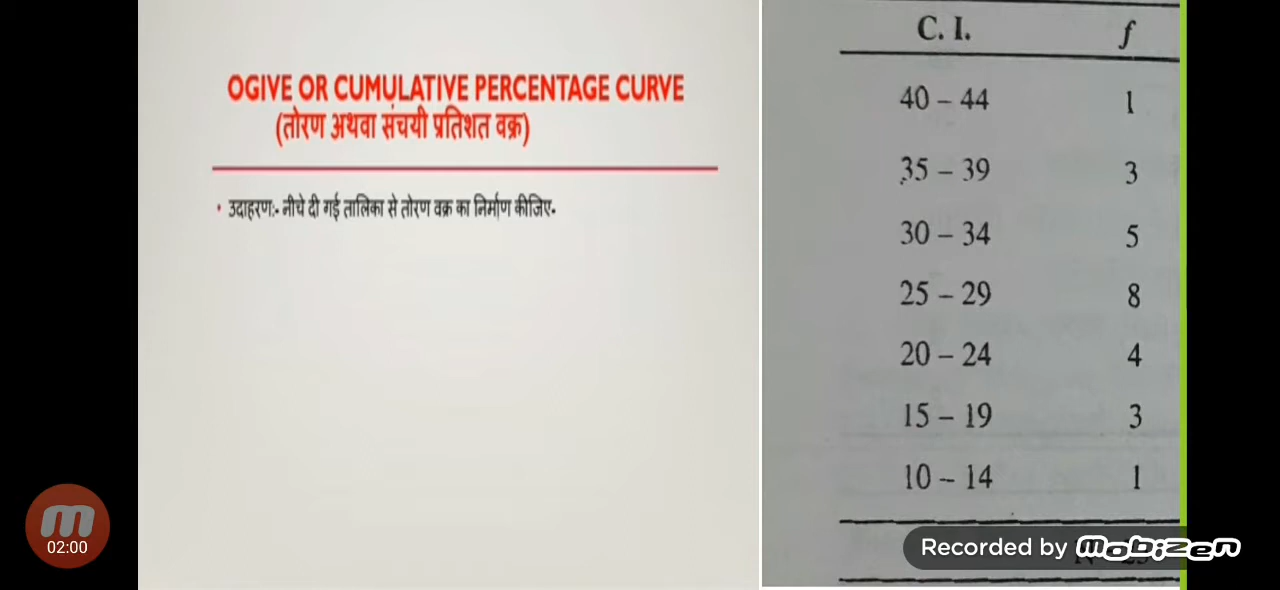 OGIVE OR CUMULATIVE PERCENTAGE CURVE
(तोरण अथवा संचयी प्रतिशत वक्र)
• उदाहरण:- नीचे दी गई तालिका से तोरण वक्र का निर्माण कीजिए-
C. I. f
40 – 44 1
35 – 39 3
30 – 34 5
25 – 29 8
20 – 24 4
15 – 19 3
10 – 14 1
02:00
Recorded by mobizen